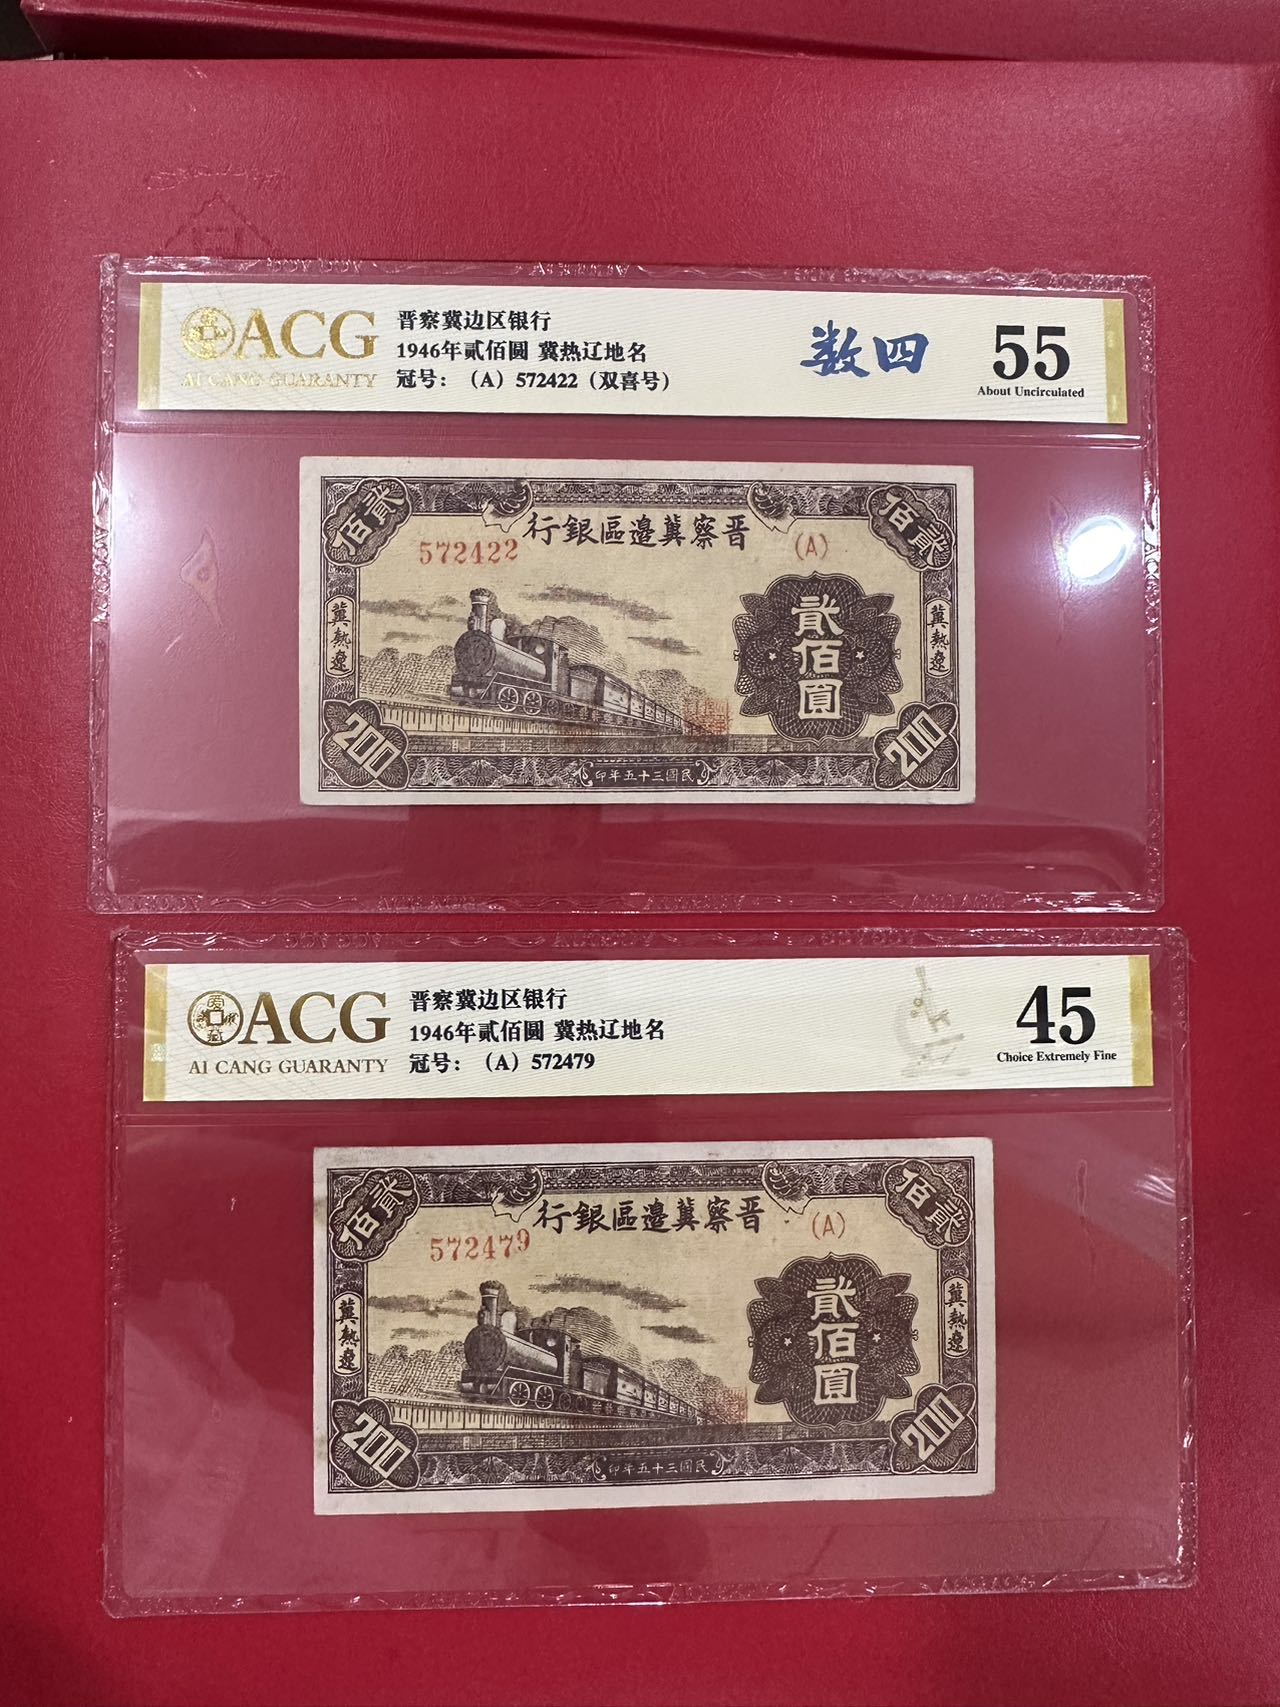 ACG
AI CANG GUARANTY
晋察冀边区银行
1946年贰佰圆 冀热辽地名
冠号：（A）572422（双喜号）
数四
55
About Uncirculated
行銀區邊冀察晋
佰貳
佰貳
572422
(A)
冀熱遼
冀熱遼
貳佰圓
200
200
印年五十三國民
ACG
AI CANG GUARANTY
晋察冀边区银行
1946年贰佰圆 冀热辽地名
冠号：（A）572479
45
Choice Extremely Fine
行銀區邊冀察晋
佰貳
佰貳
572479
(A)
冀熱遼
冀熱遼
貳佰圓
200
200
印年五十三國民